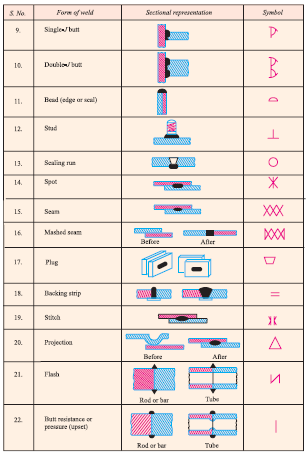 S. No. Form of weld Sectional representation Symbol
9. Single-J butt
10. Double-J butt
11. Bead (edge or seal)
12. Stud
13. Sealing run
14. Spot
15. Seam
16. Mashed seam
Before After
17. Plug
18. Backing strip
19. Stitch
20. Projection
Before After
21. Flash
Rod or bar Tube
22. Butt resistance or
pressure (upset)
Rod or bar Tube